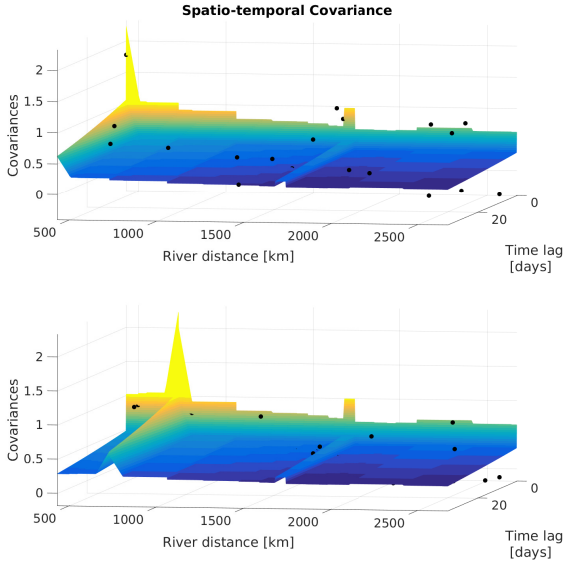 Spatio-temporal Covariance
2
1.5
1
0.5
0
Covariances
500
1000
1500
2000
2500
River distance [km]
0
20
Time lag
[days]
2
1.5
1
0.5
0
Covariances
500
1000
1500
2000
2500
River distance [km]
0
20
Time lag
[days]